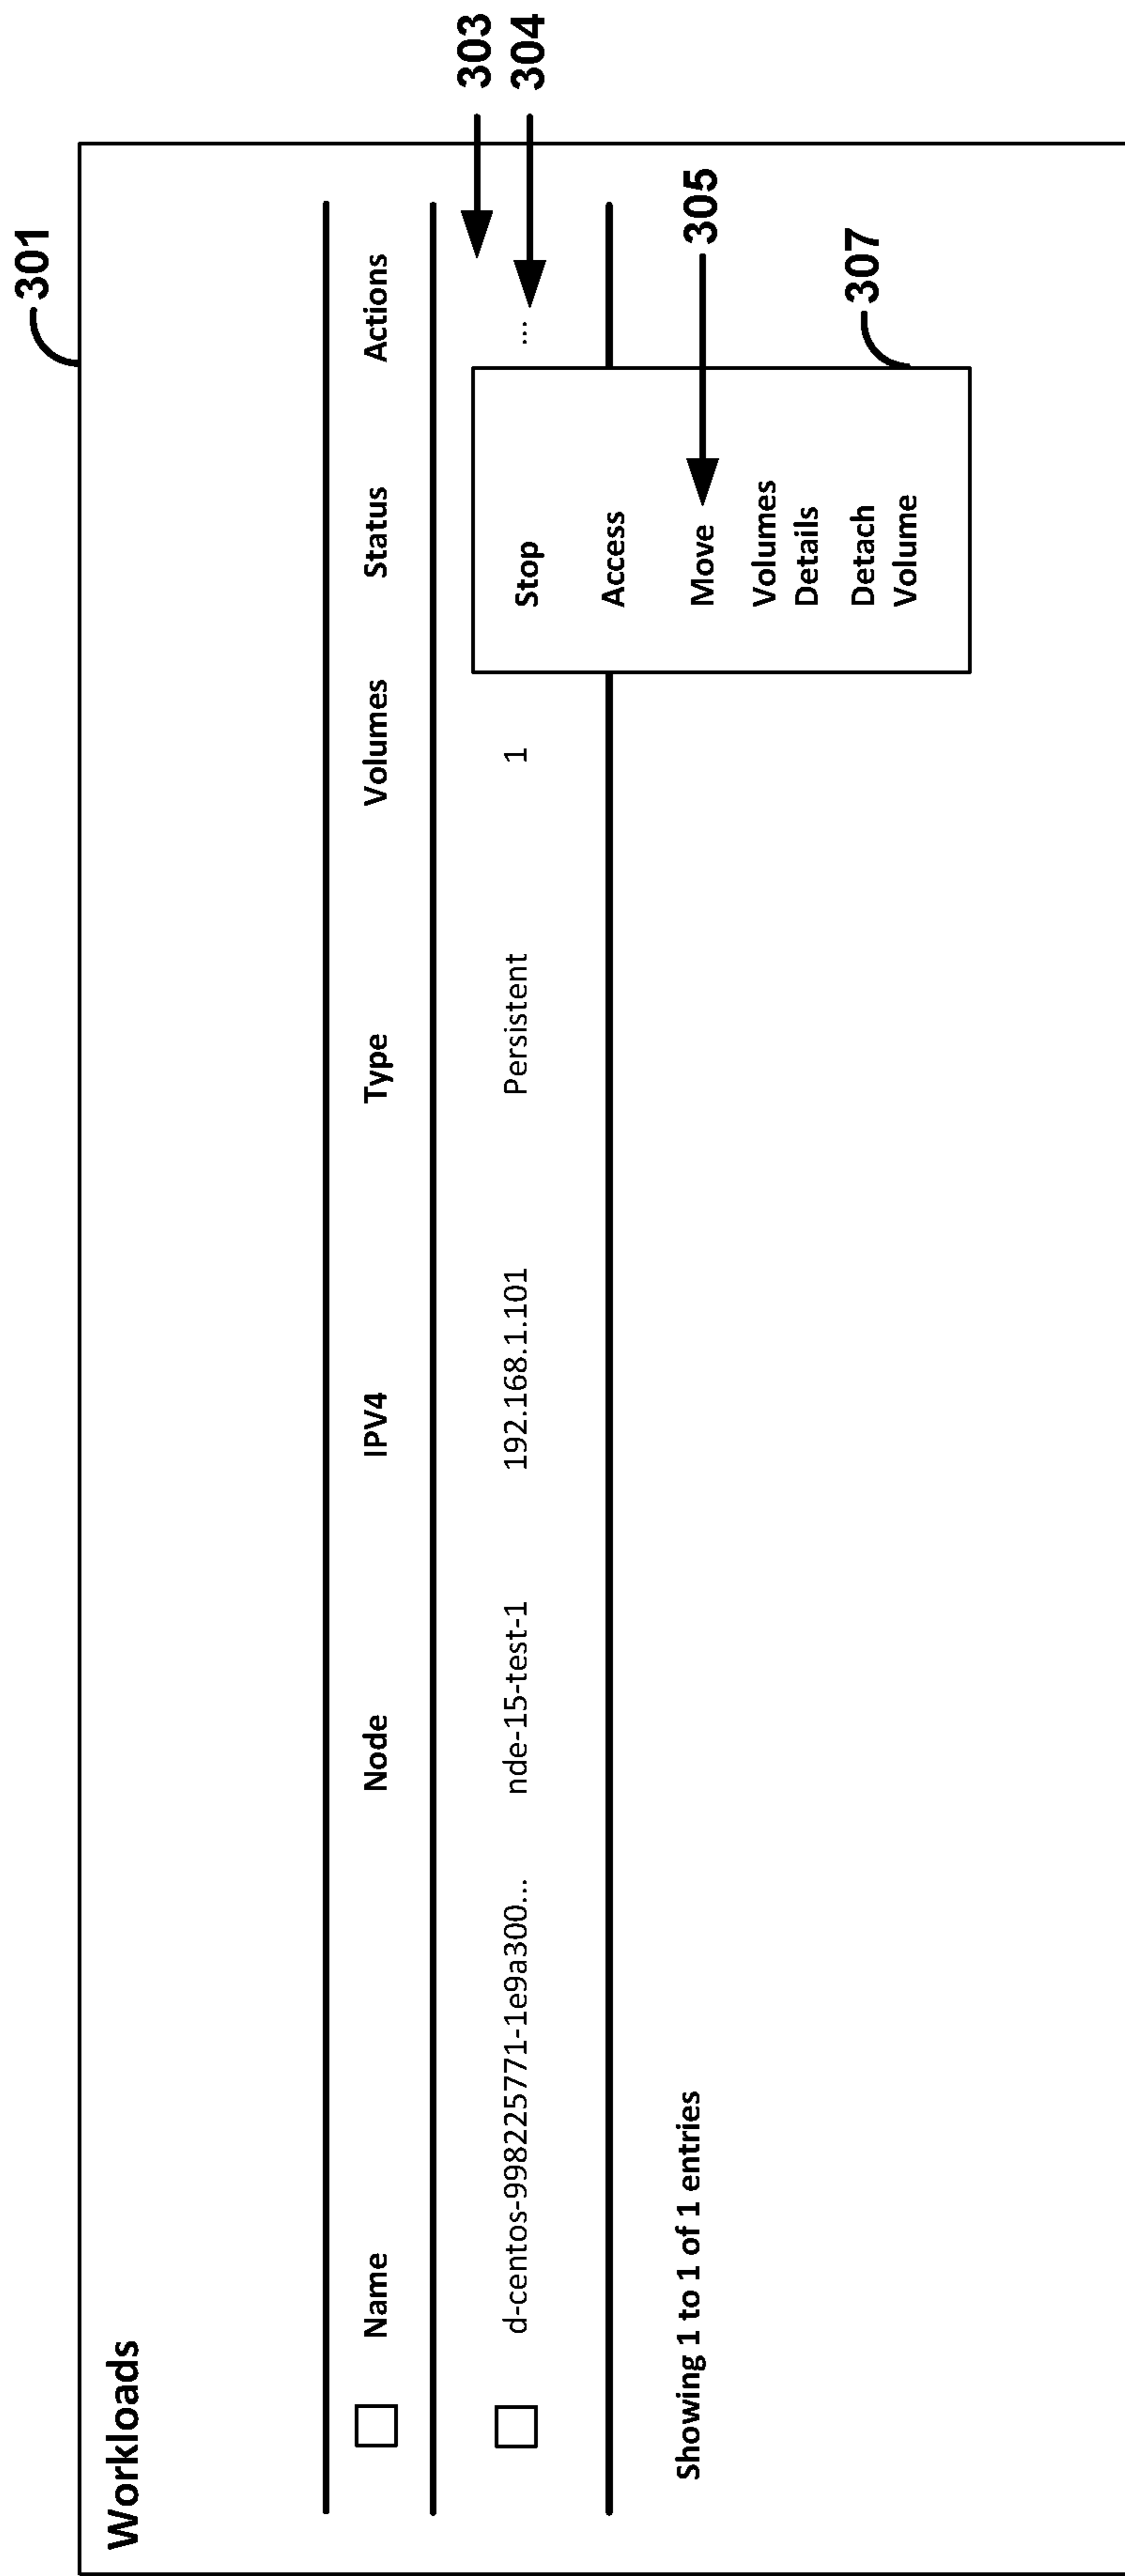 301
Workloads
Name Node IPV4 Type Volumes Status Actions
303
d-centos-998225771-1e9a300... nde-15-test-1 192.168.1.101 Persistent 1 ...
304
Stop
Access
Move
305
Volumes
Details
Detach
Volume
307
Showing 1 to 1 of 1 entries